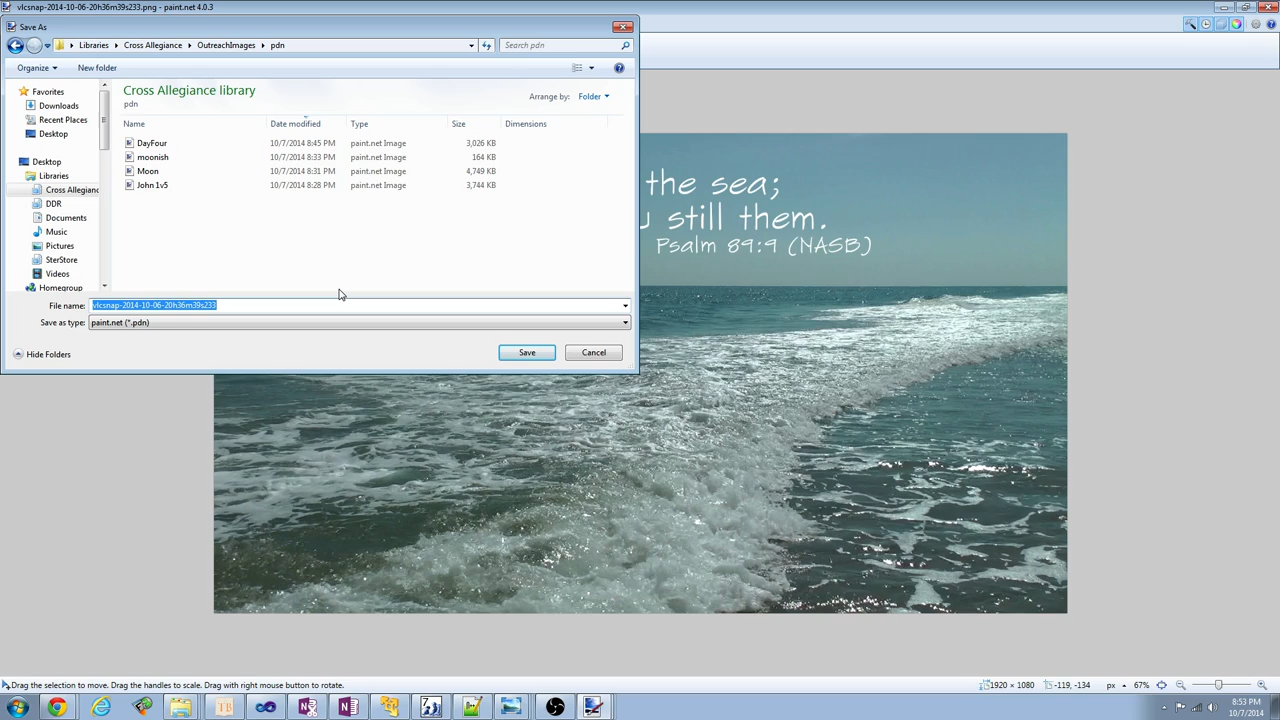 vlcsnap-2014-10-06-20h36m39s233.png - paint.net 4.0.3
Save As
Libraries Cross Allegiance OutreachImages pdn
Search pdn
Organize New folder
Favorites
Downloads
Recent Places
Desktop
Desktop
Libraries
Cross Allegianc
DDR
Documents
Music
Pictures
SterStore
Videos
Homegroup
Cross Allegiance library
pdn
Arrange by: Folder
Name Date modified Type Size Dimensions
DayFour 10/7/2014 8:45 PM paint.net Image 3,026 KB
moonish 10/7/2014 8:33 PM paint.net Image 164 KB
Moon 10/7/2014 8:31 PM paint.net Image 4,749 KB
John 1v5 10/7/2014 8:28 PM paint.net Image 3,744 KB
File name: vlcsnap-2014-10-06-20h36m39s233
Save as type: paint.net (*.pdn)
Hide Folders
Save
Cancel
the sea;
still them.
Psalm 89:9 (NASB)
Drag the selection to move. Drag the handles to scale. Drag with right mouse button to rotate.
1920 × 1080 -119, -134 px 67%
8:53 PM
10/7/2014